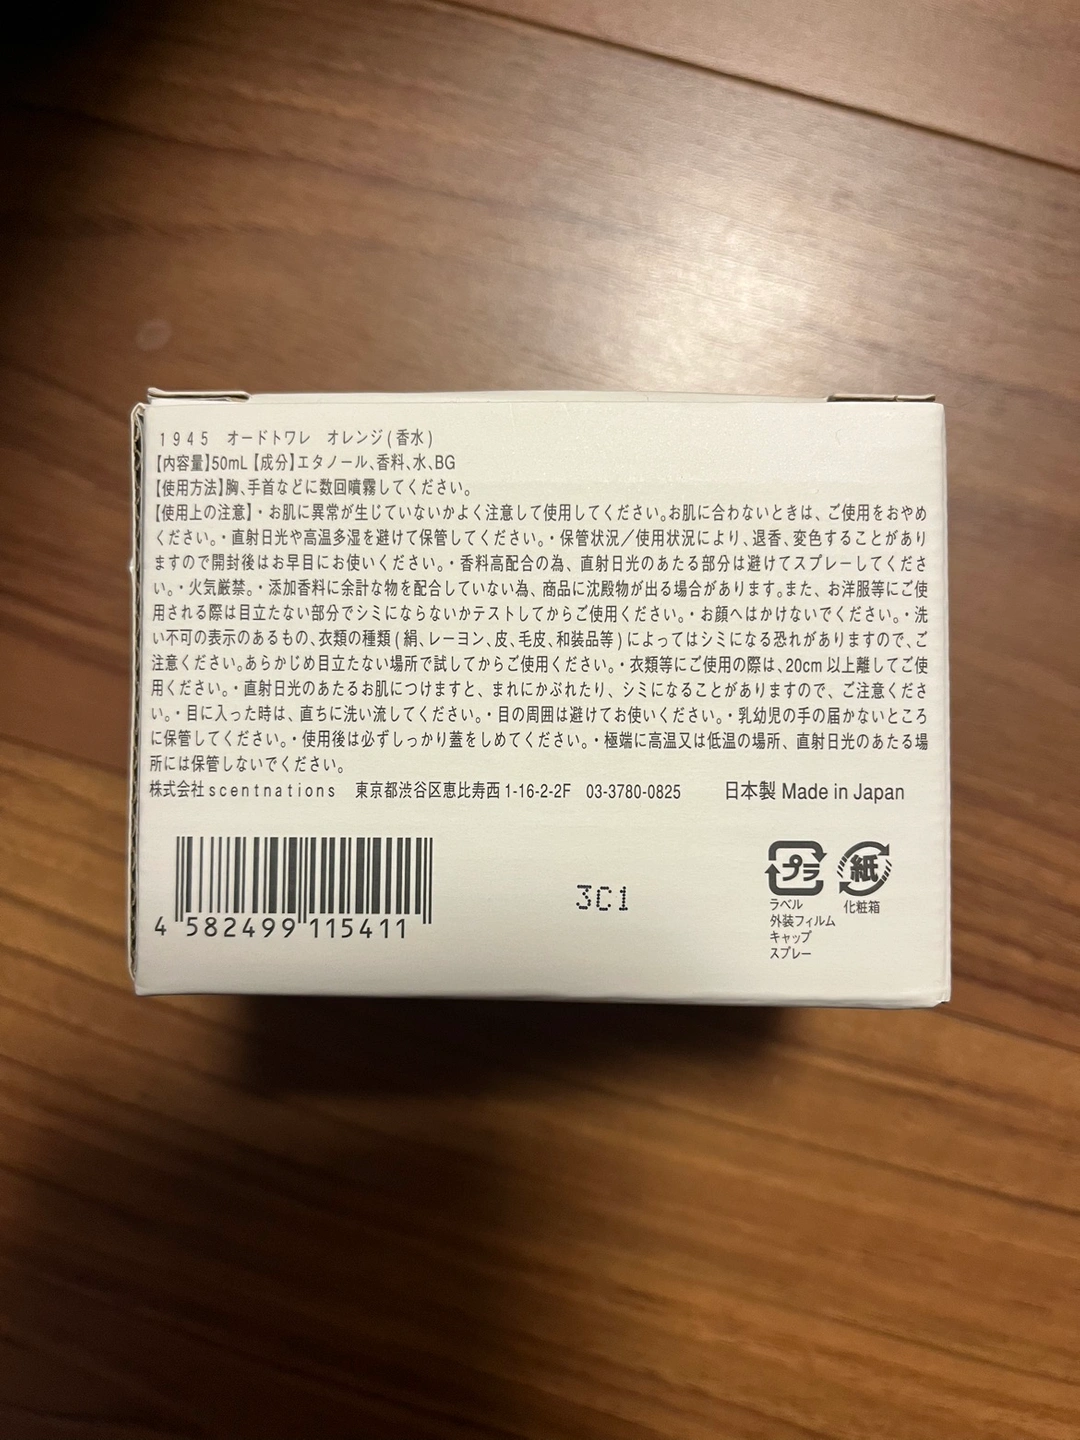 1945　オードトワレ　オレンジ(香水)
【内容量】50mL【成分】エタノール、香料、水、BG
【使用方法】胸、手首などに数回噴霧してください。
【使用上の注意】・お肌に異常が生じていないかよく注意して使用してください。お肌に合わないときは、ご使用をおやめ
ください。・直射日光や高温多湿を避けて保管してください。・保管状況／使用状況により、退香、変色することがあり
ますので開封後はお早目にお使いください。・香料高配合の為、直射日光のあたる部分は避けてスプレーしてくださ
い。・火気厳禁。・添加香料に余計な物を配合していない為、商品に沈殿物が出る場合があります。また、お洋服等にご使
用される際は目立たない部分でシミにならないかテストしてからご使用ください。・お顔へはかけないでください。・洗
い不可の表示のあるもの、衣類の種類(絹、レーヨン、皮、毛皮、和装品等)によってはシミになる恐れがありますので、ご
注意ください。あらかじめ目立たない場所で試してからご使用ください。・衣類等にご使用の際は、20cm以上離してご使
用ください。・直射日光のあたるお肌につけますと、まれにかぶれたり、シミになることがありますので、ご注意くださ
い。・目に入った時は、直ちに洗い流してください。・目の周囲は避けてお使いください。・乳幼児の手の届かないところ
に保管してください。・使用後は必ずしっかり蓋をしめてください。・極端に高温又は低温の場所、直射日光のあたる場
所には保管しないでください。
株式会社scentnations　東京都渋谷区恵比寿西1-16-2-2F　03-3780-0825　日本製 Made in Japan
4 582499 115411
3C1
プラ
ラベル
外装フィルム
キャップ
スプレー
紙
化粧箱